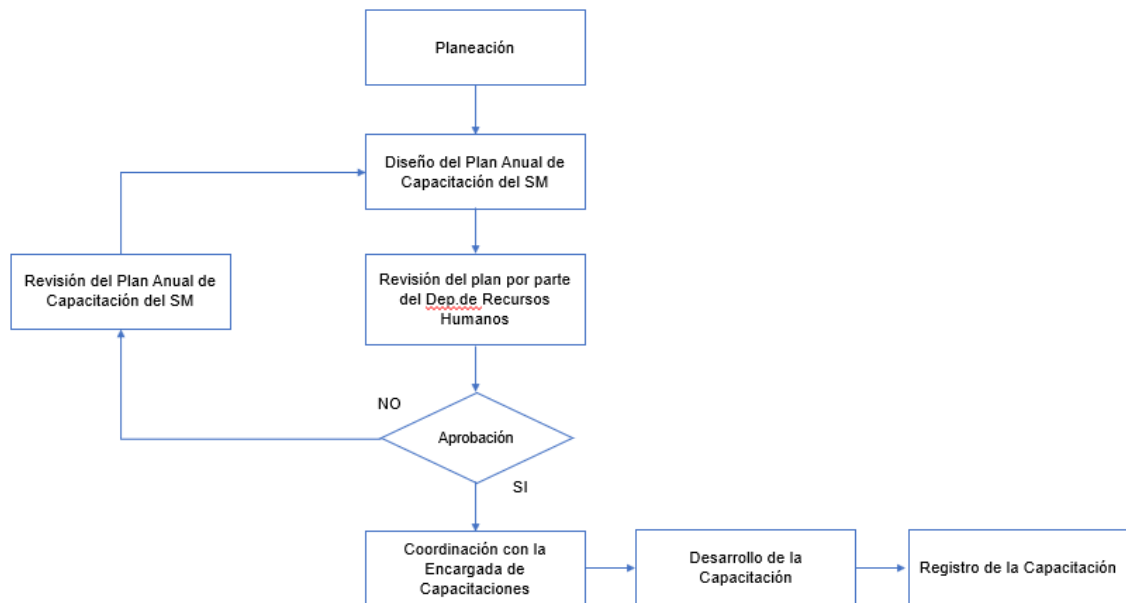 Planeación
Diseño del Plan Anual de
Capacitación del SM
Revisión del Plan Anual de
Capacitación del SM
Revisión del plan por parte
del Dep.de Recursos
Humanos
NO
Aprobación
SI
Coordinación con la
Encargada de
Capacitaciones
Desarrollo de la
Capacitación
Registro de la Capacitación